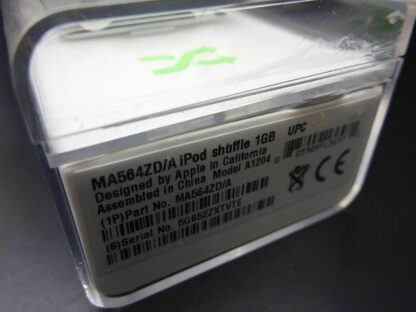 MA564ZD/A iPod shuffle 1GB UPC
Designed by Apple in California
Assembled in China Model A1204
(1P)Part No. MA564ZD/A
(S)Serial No. 5C652ZXTVTE
CE